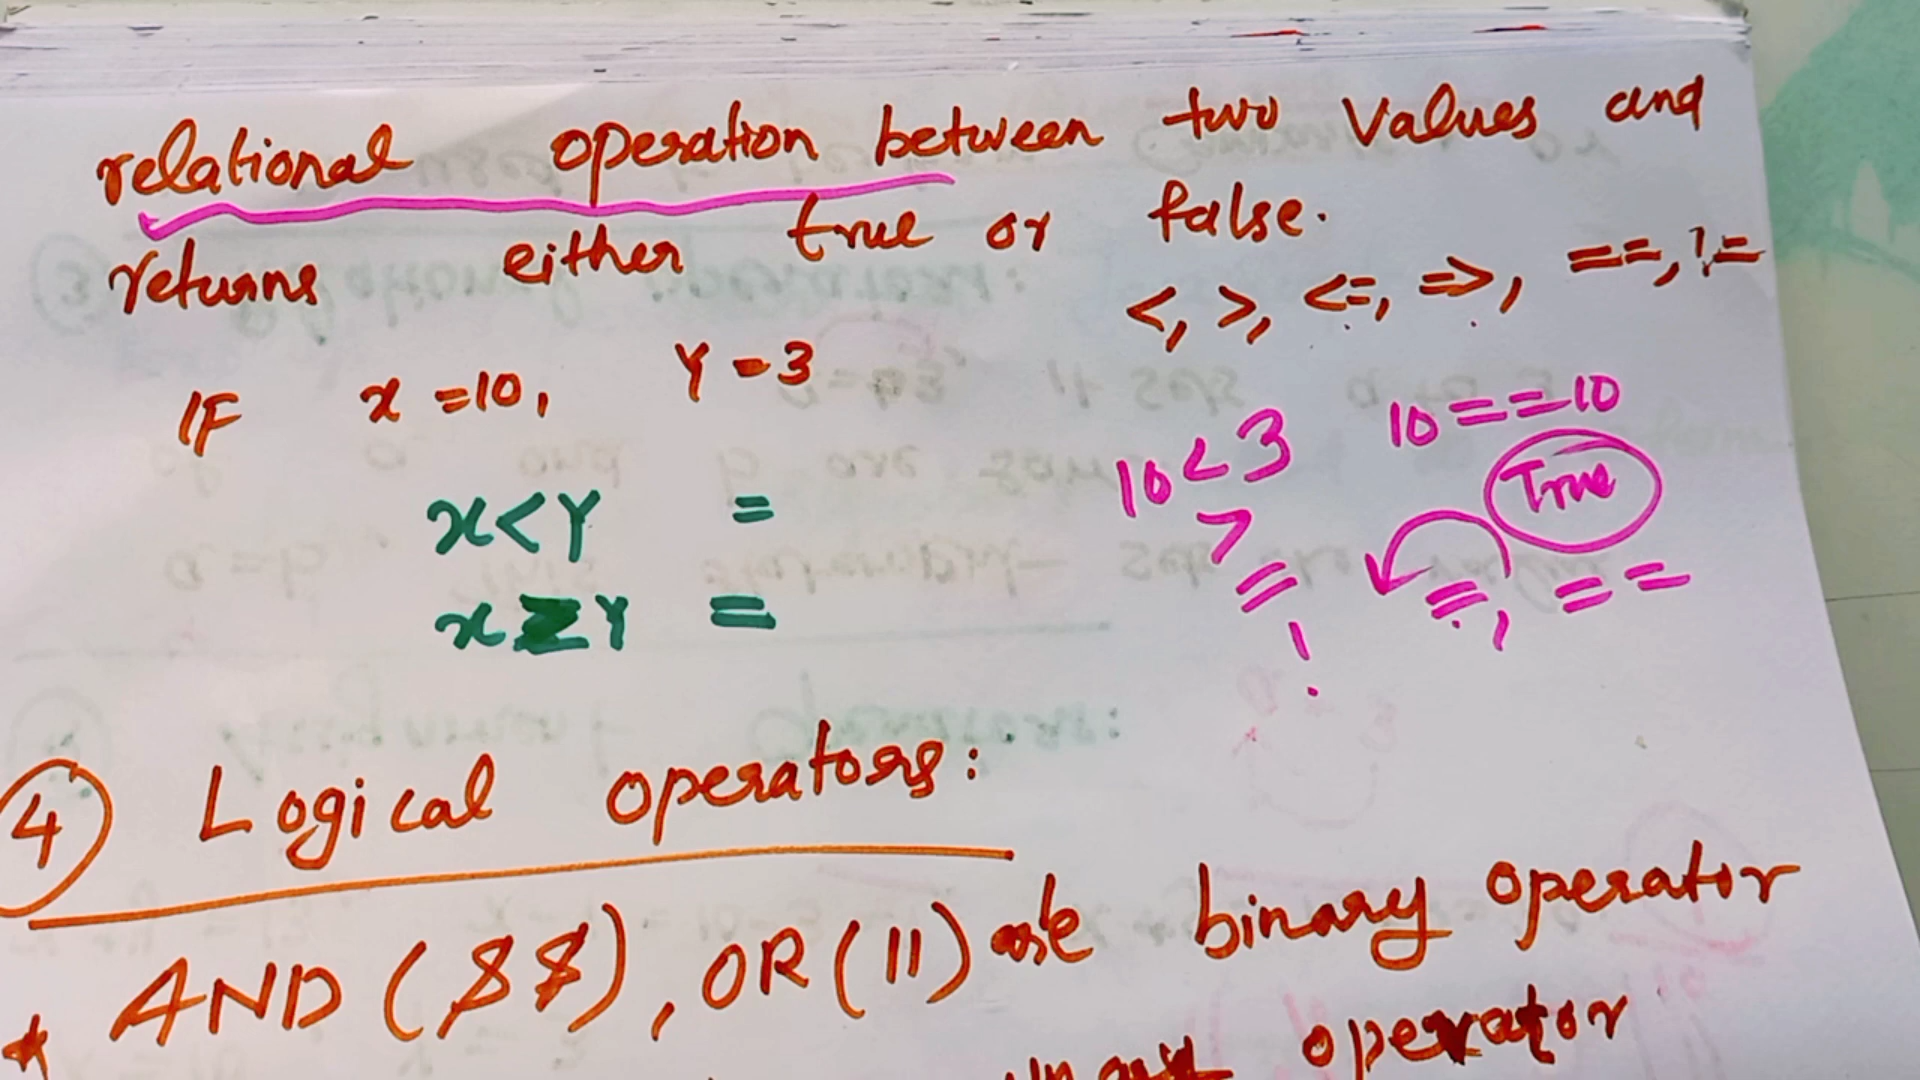 relational operation between two values and
returns either true or false.
<, >, <=, =>, ==, !=
IF x =10, Y = 3
10 < 3
10 == 10
True
x<Y =
>
=
=, ==
!
x ≥ Y =
4 Logical operators:
* AND (&&), OR (||) are binary operator
operator